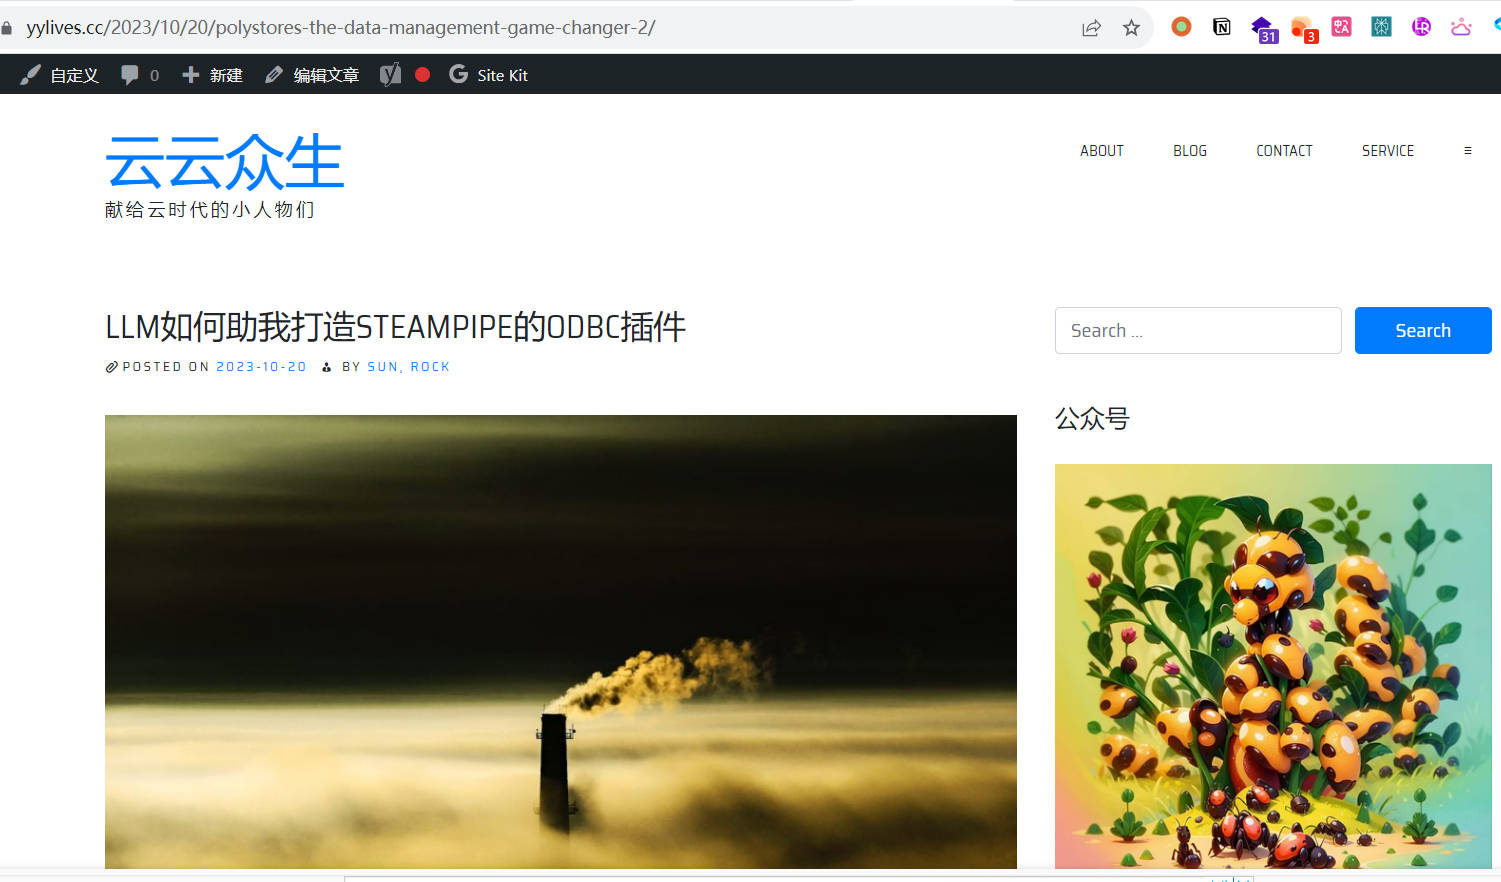 yylives.cc/2023/10/20/polystores-the-data-management-game-changer-2/
31
3
自定义 0 新建 编辑文章 Site Kit
云云众生
献给云时代的小人物们
ABOUT BLOG CONTACT SERVICE
LLM如何助我打造STEAMPIPE的ODBC插件
POSTED ON 2023-10-20 BY SUN, ROCK
Search ...
Search
公众号